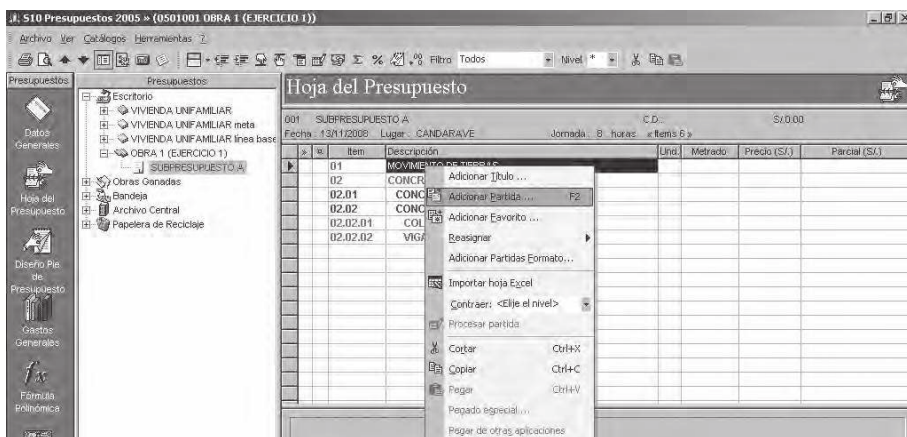 S10 Presupuestos 2005 » (0501001 OBRA 1 (EJERCICIO 1))
Archivo Ver Catálogos Herramientas ?
Filtro Todos Nivel *
Presupuestos
Datos
Generales
Hoja del
Presupuesto
Diseño Pie
de
Presupuesto
Gastos
Generales
Fórmula
Polinómica
Presupuestos
Escritorio
VIVIENDA UNIFAMILIAR
VIVIENDA UNIFAMILIAR meta
VIVIENDA UNIFAMILIAR línea base
OBRA 1 (EJERCICIO 1)
SUBPRESUPUESTO A
Obras Ganadas
Bandeja
Archivo Central
Papelera de Reciclaje
Hoja del Presupuesto
001 SUBPRESUPUESTO A C.D.: S/.0.00
Fecha : 13/11/2008 Lugar : CANDARAVE Jornada : 8 horas «Items 6»
» Item Descripción Und. Metrado Precio (S/.) Parcial (S/.)
01 MOVIMIENTO DE TIERRAS
02 CONCR
02.01 CONC
02.02 CONC
02.02.01 COL
02.02.02 VIGA
Adicionar Título ...
Adicionar Partida ... F2
Adicionar Favorito ...
Reasignar
Adicionar Partidas Formato...
Importar hoja Excel
Contraer: <Elije el nivel>
Procesar partida
Cortar Ctrl+X
Copiar Ctrl+C
Pegar Ctrl+V
Pegado especial ...
Pegar de otras aplicaciones